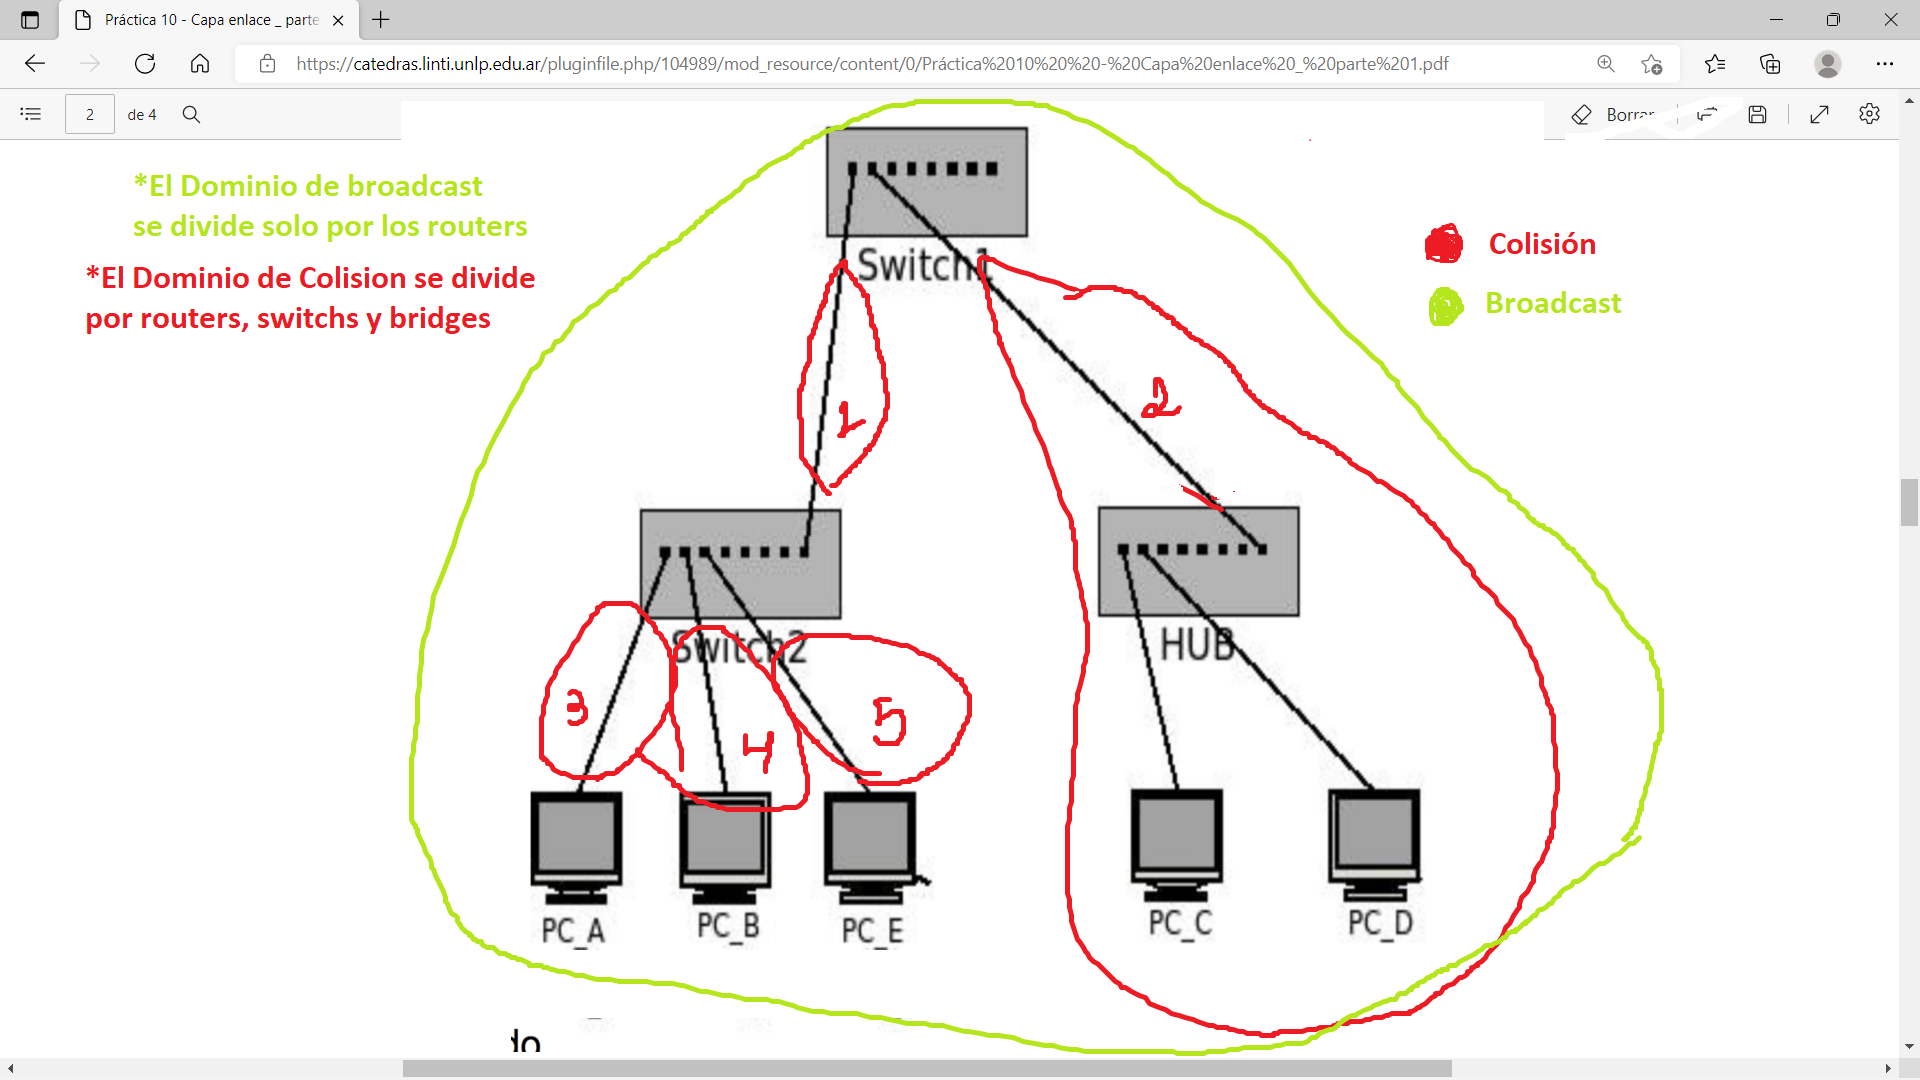 Práctica 10 - Capa enlace _ parte
https://catedras.linti.unlp.edu.ar/pluginfile.php/104989/mod_resource/content/0/Práctica%2010%20%20-%20Capa%20enlace%20_%20parte%201.pdf
2 de 4
Borrar
*El Dominio de broadcast
se divide solo por los routers
*El Dominio de Colision se divide
por routers, switchs y bridges
Colisión
Broadcast
Switch1
1
2
Switch2
HUB
3
4
5
PC_A
PC_B
PC_E
PC_C
PC_D